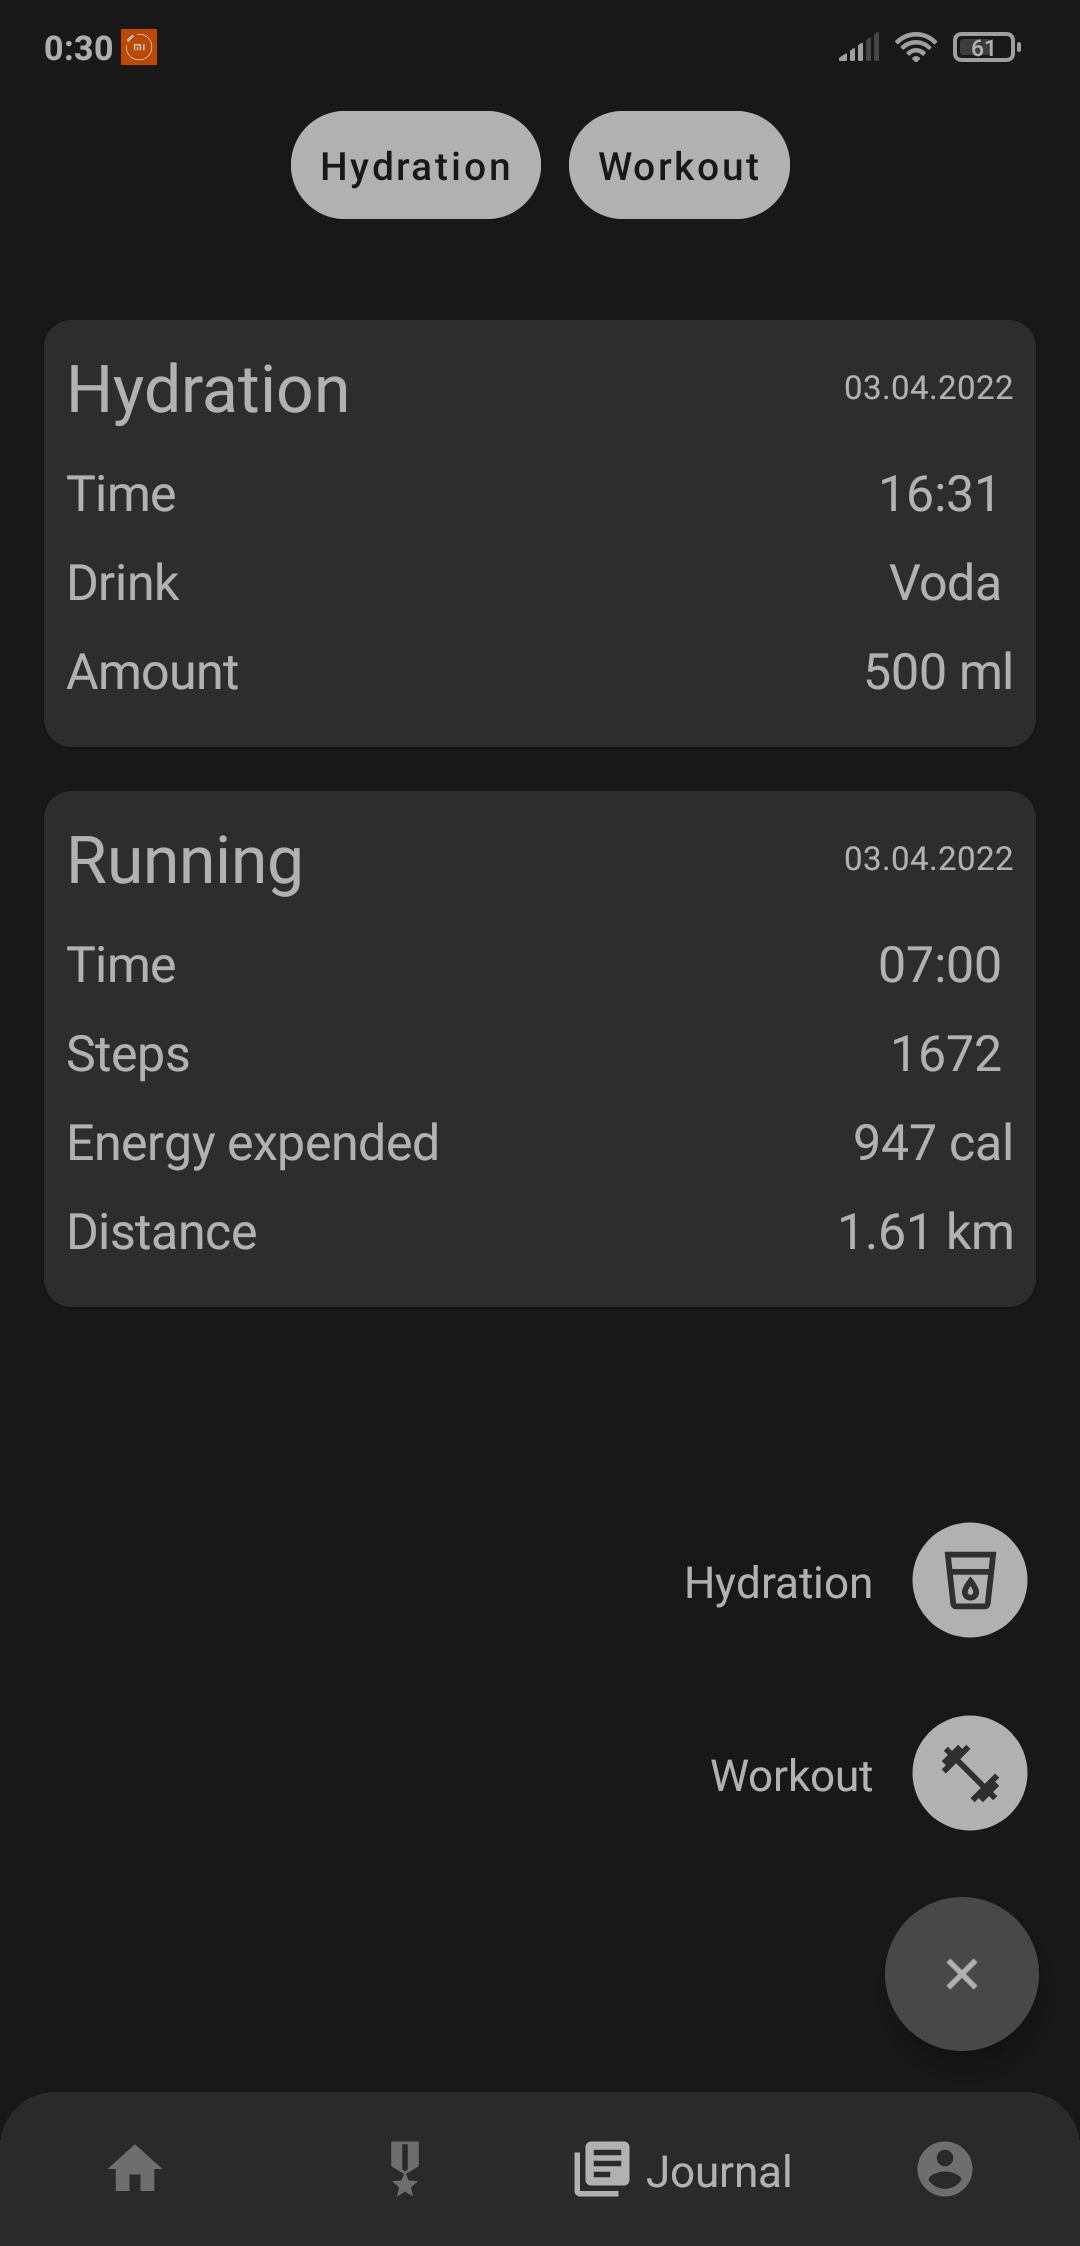 0:30 61
Hydration Workout
Hydration 03.04.2022
Time 16:31
Drink Voda
Amount 500 ml
Running 03.04.2022
Time 07:00
Steps 1672
Energy expended 947 cal
Distance 1.61 km
Hydration
Workout
Journal